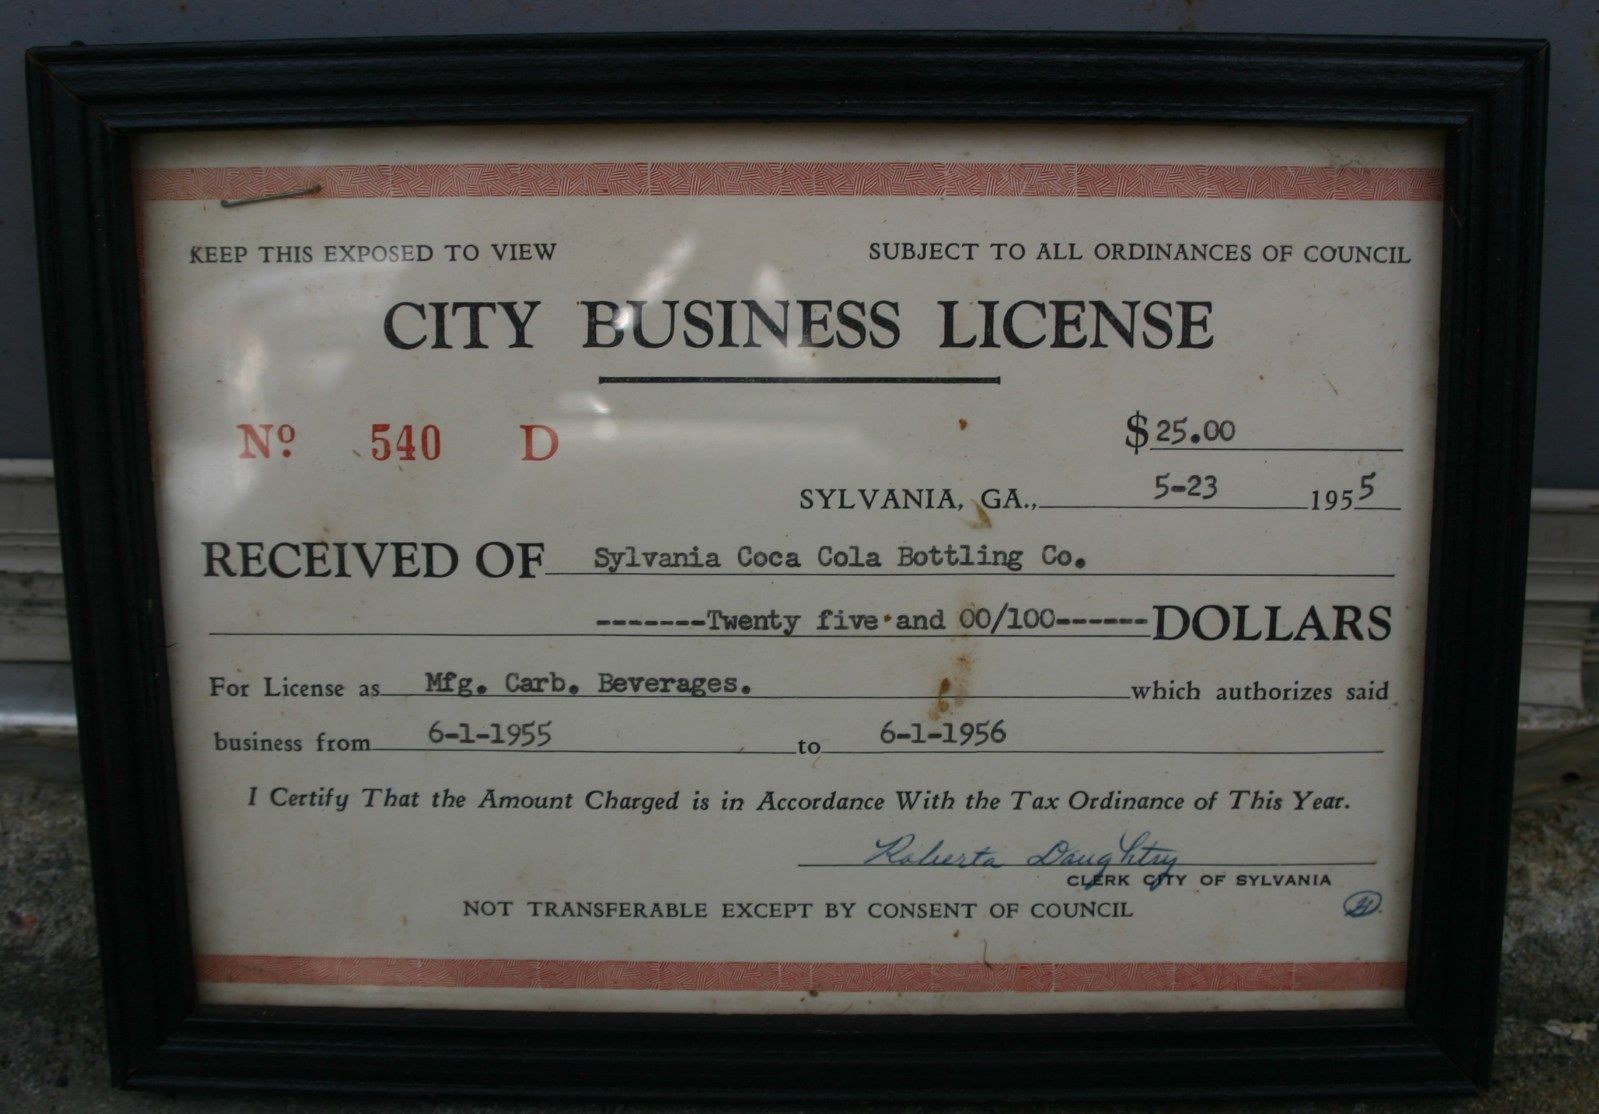 KEEP THIS EXPOSED TO VIEW SUBJECT TO ALL ORDINANCES OF COUNCIL
CITY BUSINESS LICENSE
Nº 540 D
$ 25.00
SYLVANIA, GA., 5-23 1955
RECEIVED OF Sylvania Coca Cola Bottling Co.
-------Twenty five and 00/100------DOLLARS
For License as Mfg. Carb. Beverages. which authorizes said
business from 6-1-1955 to 6-1-1956
I Certify That the Amount Charged is in Accordance With the Tax Ordinance of This Year.
Roberta Daughtry
CLERK CITY OF SYLVANIA
NOT TRANSFERABLE EXCEPT BY CONSENT OF COUNCIL